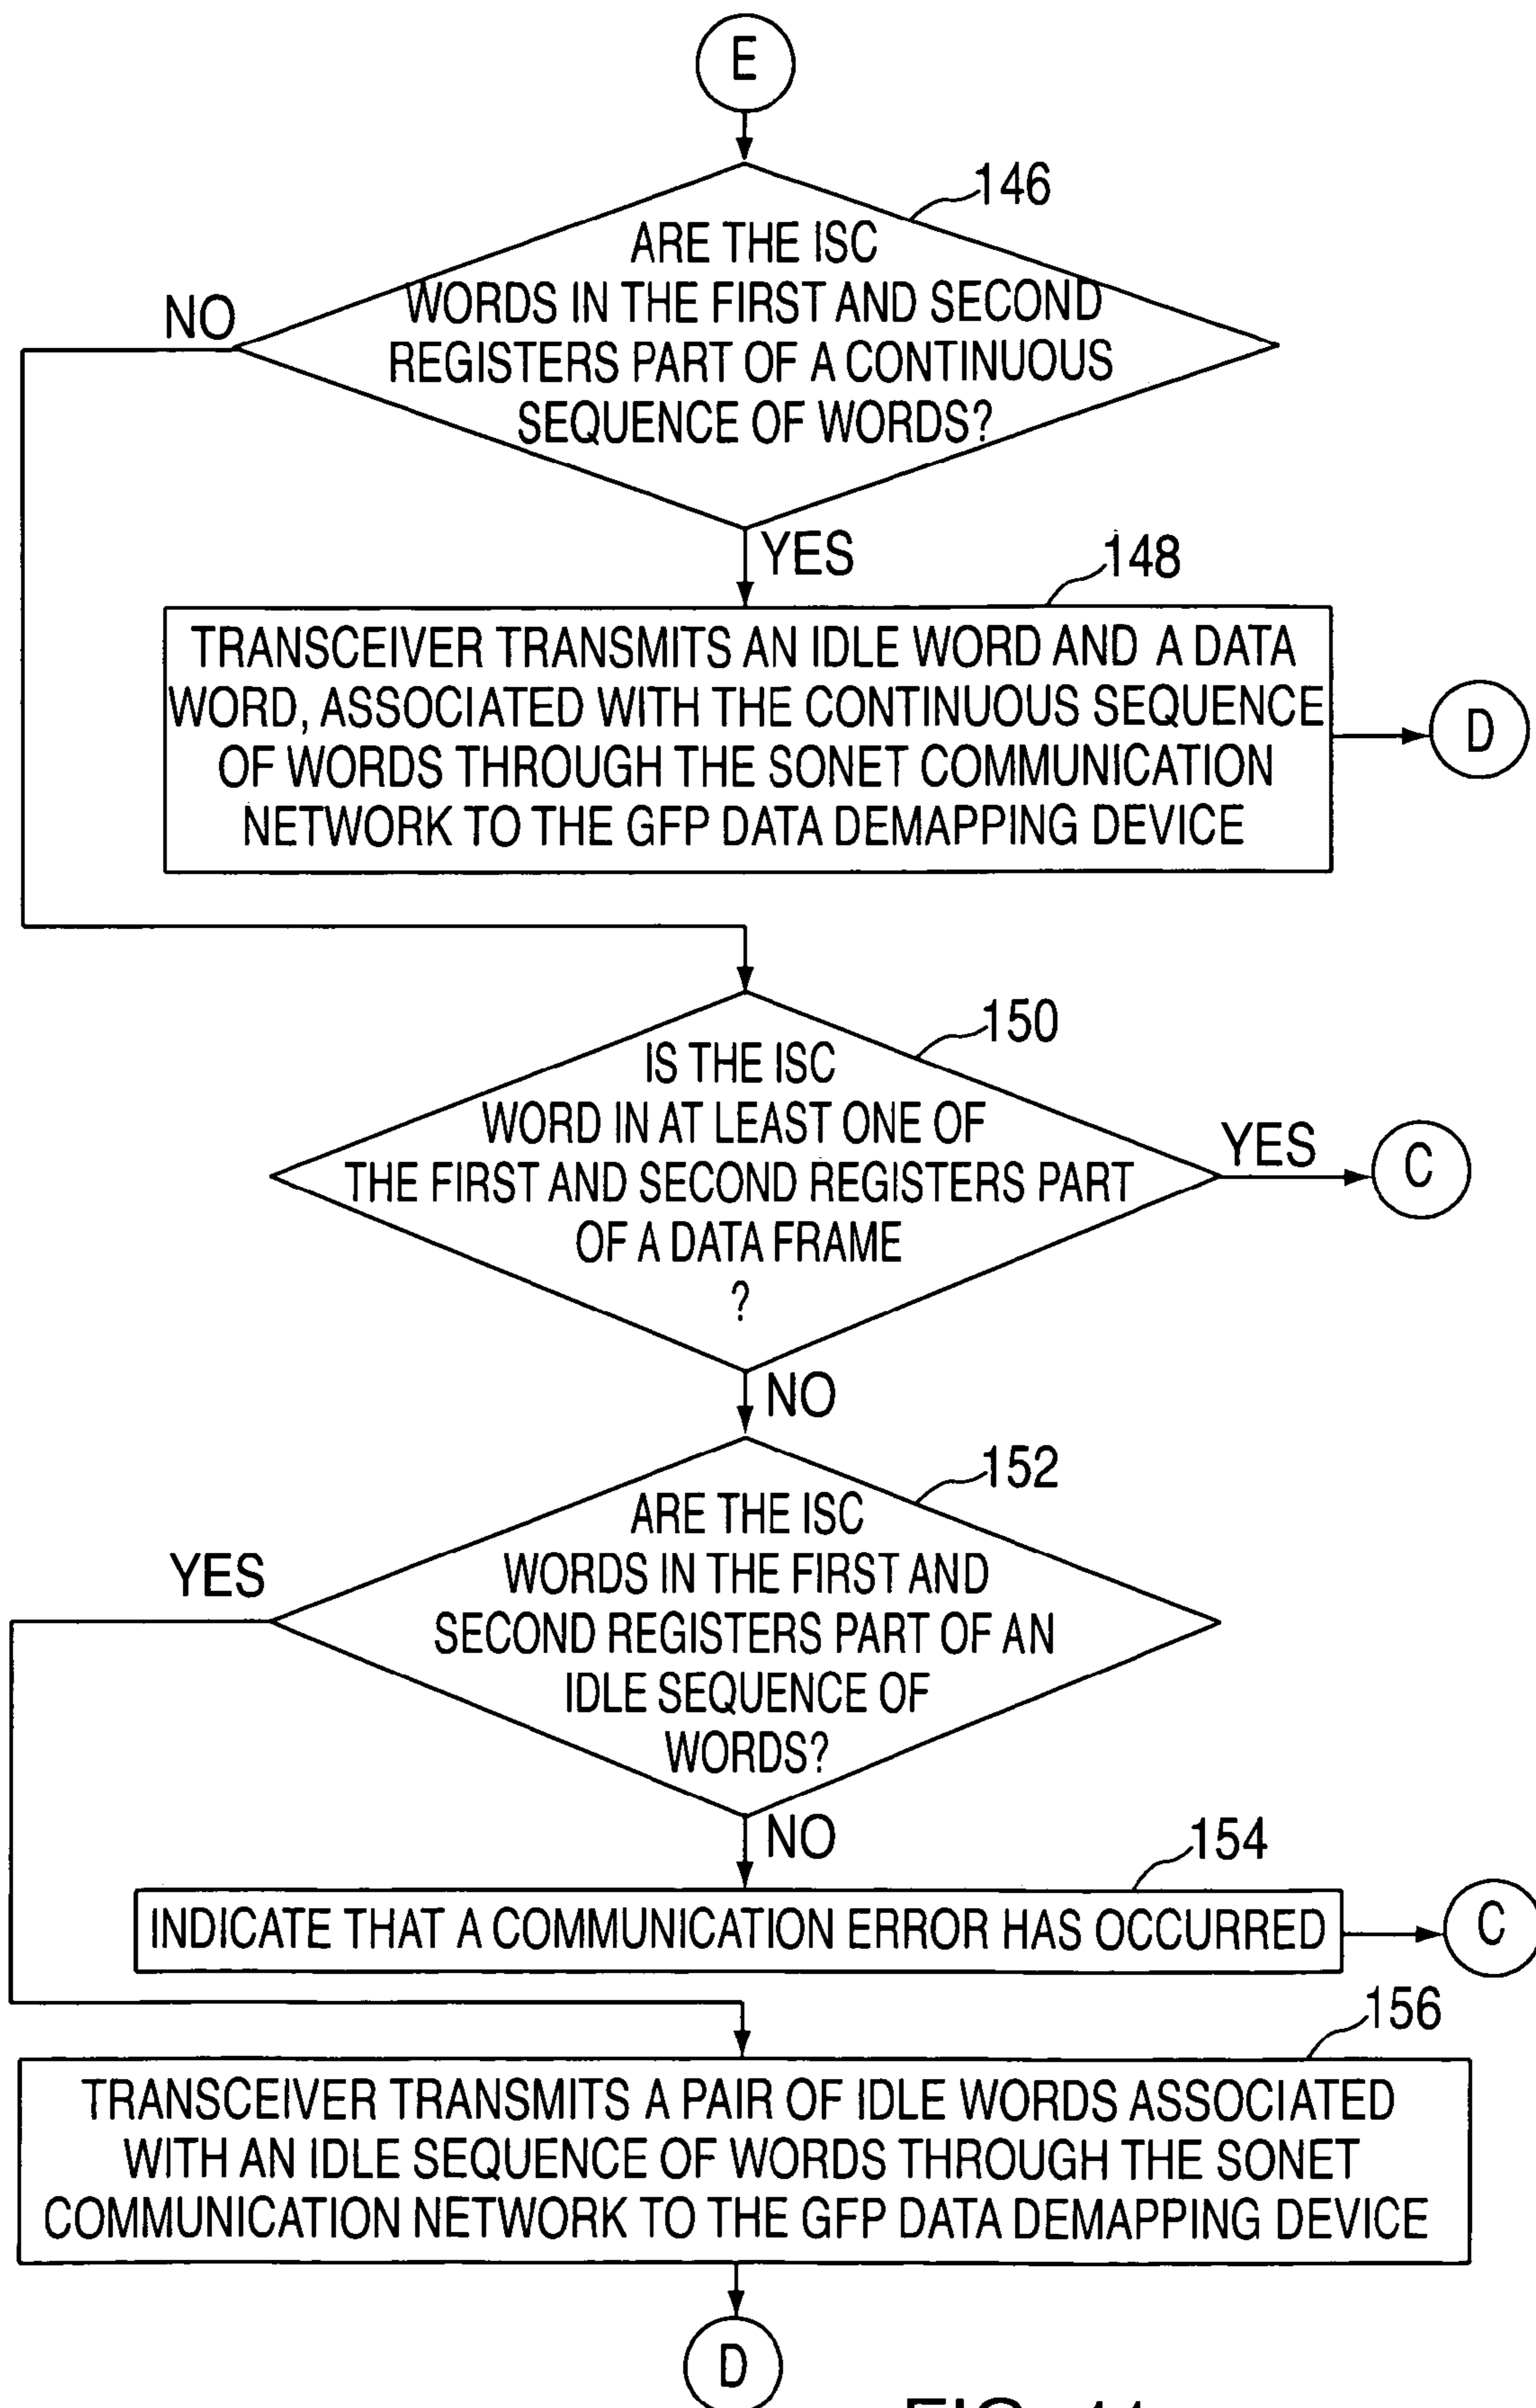 E
146
ARE THE ISC
WORDS IN THE FIRST AND SECOND
REGISTERS PART OF A CONTINUOUS
SEQUENCE OF WORDS?
NO
YES
148
TRANSCEIVER TRANSMITS AN IDLE WORD AND A DATA
WORD, ASSOCIATED WITH THE CONTINUOUS SEQUENCE
OF WORDS THROUGH THE SONET COMMUNICATION
NETWORK TO THE GFP DATA DEMAPPING DEVICE
D
150
IS THE ISC
WORD IN AT LEAST ONE OF
THE FIRST AND SECOND REGISTERS PART
OF A DATA FRAME
?
YES
C
NO
152
ARE THE ISC
WORDS IN THE FIRST AND
SECOND REGISTERS PART OF AN
IDLE SEQUENCE OF
WORDS?
YES
NO
154
INDICATE THAT A COMMUNICATION ERROR HAS OCCURRED
C
156
TRANSCEIVER TRANSMITS A PAIR OF IDLE WORDS ASSOCIATED
WITH AN IDLE SEQUENCE OF WORDS THROUGH THE SONET
COMMUNICATION NETWORK TO THE GFP DATA DEMAPPING DEVICE
D